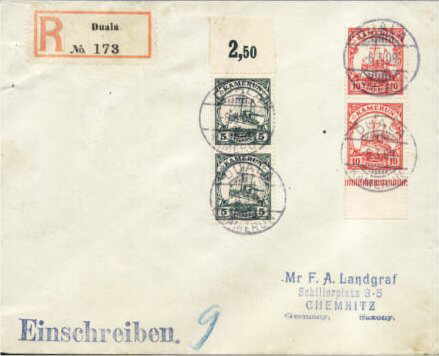 Duala
R
No. 173
2,50
KAMERUN
5 5
KAMERUN
5 5
KAMERUN
10 10
KAMERUN
10 10
Mr F. A. Landgraf
Schillerplatz 3-5
CHEMNITZ
Germany, Saxony.
Einschreiben. 9